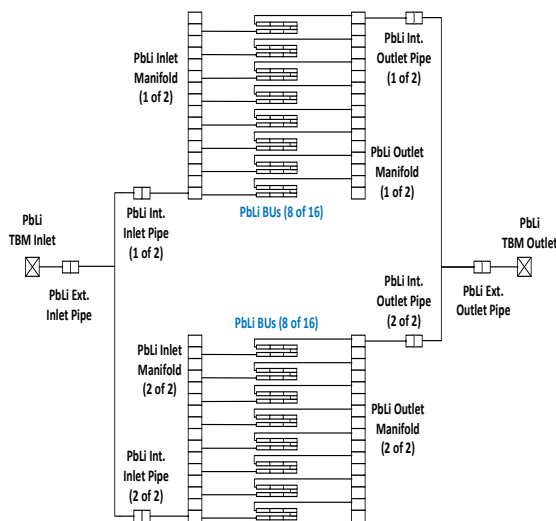 PbLi Int.
Outlet Pipe
(1 of 2)
PbLi Inlet
Manifold
(1 of 2)
PbLi Outlet
Manifold
(1 of 2)
PbLi BUs (8 of 16)
PbLi
TBM Inlet
PbLi Int.
Inlet Pipe
(1 of 2)
PbLi
TBM Outlet
PbLi Ext.
Inlet Pipe
PbLi Int.
Outlet Pipe
(2 of 2)
PbLi Ext.
Outlet Pipe
PbLi BUs (8 of 16)
PbLi Inlet
Manifold
(2 of 2)
PbLi Outlet
Manifold
(2 of 2)
PbLi Int.
Inlet Pipe
(2 of 2)